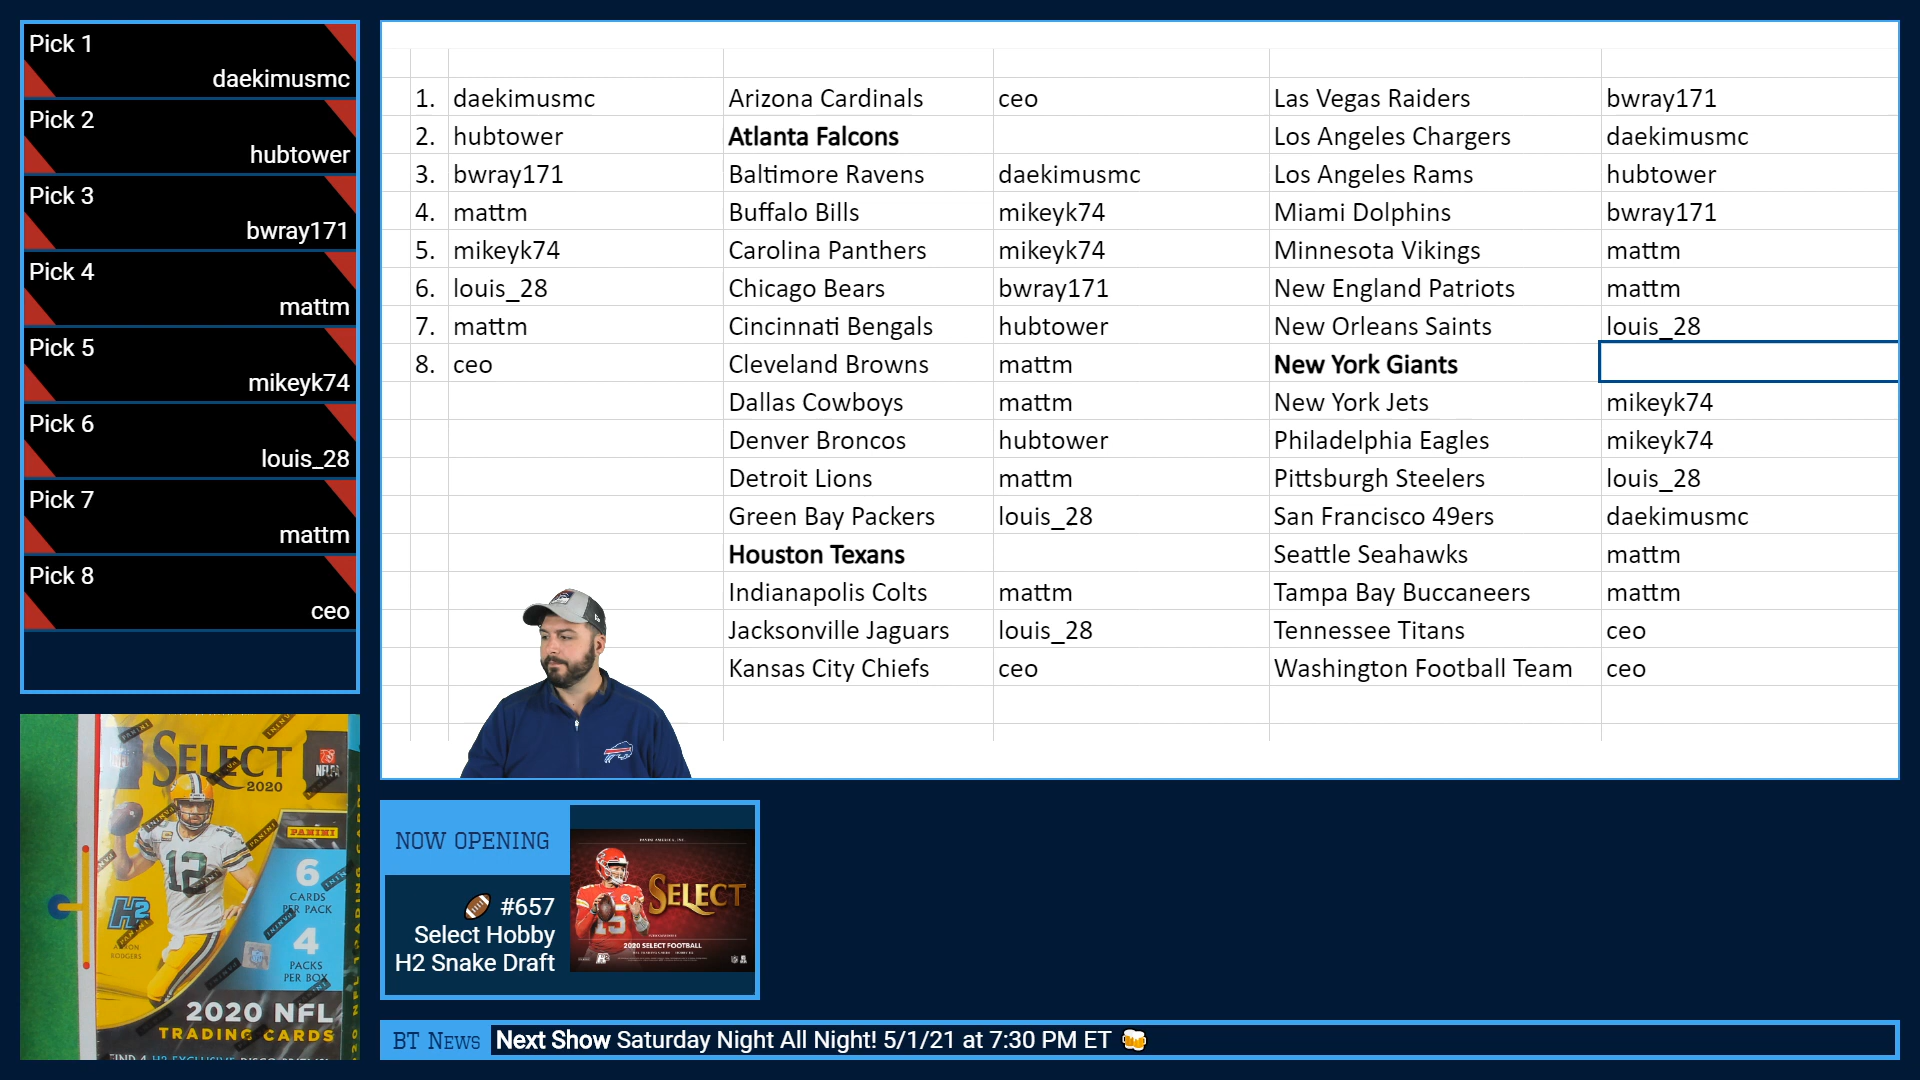 Pick 1
daekimusmc
Pick 2
hubtower
Pick 3
bwray171
Pick 4
mattm
Pick 5
mikeyk74
Pick 6
louis_28
Pick 7
mattm
Pick 8
ceo
1. daekimusmc Arizona Cardinals ceo Las Vegas Raiders bwray171
2. hubtower Atlanta Falcons Los Angeles Chargers daekimusmc
3. bwray171 Baltimore Ravens daekimusmc Los Angeles Rams hubtower
4. mattm Buffalo Bills mikeyk74 Miami Dolphins bwray171
5. mikeyk74 Carolina Panthers mikeyk74 Minnesota Vikings mattm
6. louis_28 Chicago Bears bwray171 New England Patriots mattm
7. mattm Cincinnati Bengals hubtower New Orleans Saints louis_28
8. ceo Cleveland Browns mattm New York Giants
Dallas Cowboys mattm New York Jets mikeyk74
Denver Broncos hubtower Philadelphia Eagles mikeyk74
Detroit Lions mattm Pittsburgh Steelers louis_28
Green Bay Packers louis_28 San Francisco 49ers daekimusmc
Houston Texans Seattle Seahawks mattm
Indianapolis Colts mattm Tampa Bay Buccaneers mattm
Jacksonville Jaguars louis_28 Tennessee Titans ceo
Kansas City Chiefs ceo Washington Football Team ceo
SELECT
2020
NFLPA
PANINI
12
6
CARDS
PER PACK
4
PACKS
PER BOX
H2
RODGERS
2020 NFL
TRADING CARDS
NOW OPENING
🏈 #657
Select Hobby
H2 Snake Draft
SELECT
15
2020 SELECT FOOTBALL
BT NEWS Next Show Saturday Night All Night! 5/1/21 at 7:30 PM ET 🍻